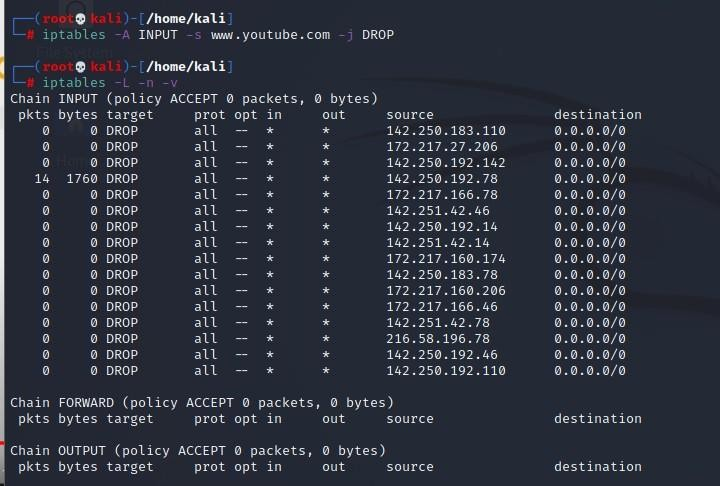 ┌──(root💀kali)-[/home/kali]
└─# iptables -A INPUT -s www.youtube.com -j DROP
File System
┌──(root💀kali)-[/home/kali]
└─# iptables -L -n -v
Chain INPUT (policy ACCEPT 0 packets, 0 bytes)
pkts bytes target prot opt in out source destination
0 0 DROP all -- * * 142.250.183.110 0.0.0.0/0
0 0 DROP all -- * * 172.217.27.206 0.0.0.0/0
0 0 DROP all -- * * 142.250.192.142 0.0.0.0/0
14 1760 DROP all -- * * 142.250.192.78 0.0.0.0/0
0 0 DROP all -- * * 172.217.166.78 0.0.0.0/0
0 0 DROP all -- * * 142.251.42.46 0.0.0.0/0
0 0 DROP all -- * * 142.250.192.14 0.0.0.0/0
0 0 DROP all -- * * 142.251.42.14 0.0.0.0/0
0 0 DROP all -- * * 172.217.160.174 0.0.0.0/0
0 0 DROP all -- * * 142.250.183.78 0.0.0.0/0
0 0 DROP all -- * * 172.217.160.206 0.0.0.0/0
0 0 DROP all -- * * 172.217.166.46 0.0.0.0/0
0 0 DROP all -- * * 142.251.42.78 0.0.0.0/0
0 0 DROP all -- * * 216.58.196.78 0.0.0.0/0
0 0 DROP all -- * * 142.250.192.46 0.0.0.0/0
0 0 DROP all -- * * 142.250.192.110 0.0.0.0/0
Chain FORWARD (policy ACCEPT 0 packets, 0 bytes)
pkts bytes target prot opt in out source destination
Chain OUTPUT (policy ACCEPT 0 packets, 0 bytes)
pkts bytes target prot opt in out source destination